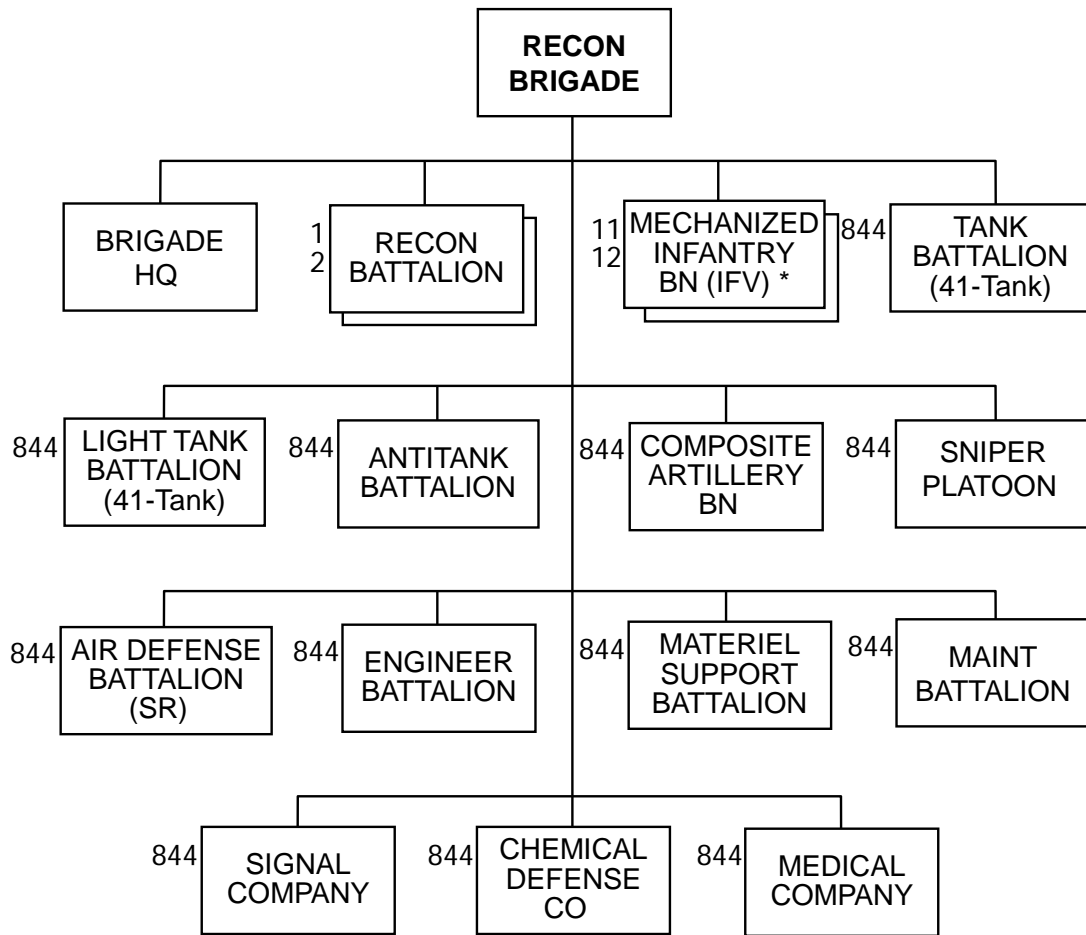 RECON
BRIGADE
BRIGADE
HQ
1
2
RECON
BATTALION
11
12
MECHANIZED
INFANTRY
BN (IFV) *
844
TANK
BATTALION
(41-Tank)
844
LIGHT TANK
BATTALION
(41-Tank)
844
ANTITANK
BATTALION
844
COMPOSITE
ARTILLERY
BN
844
SNIPER
PLATOON
844
AIR DEFENSE
BATTALION
(SR)
844
ENGINEER
BATTALION
844
MATERIEL
SUPPORT
BATTALION
844
MAINT
BATTALION
844
SIGNAL
COMPANY
844
CHEMICAL
DEFENSE
CO
844
MEDICAL
COMPANY